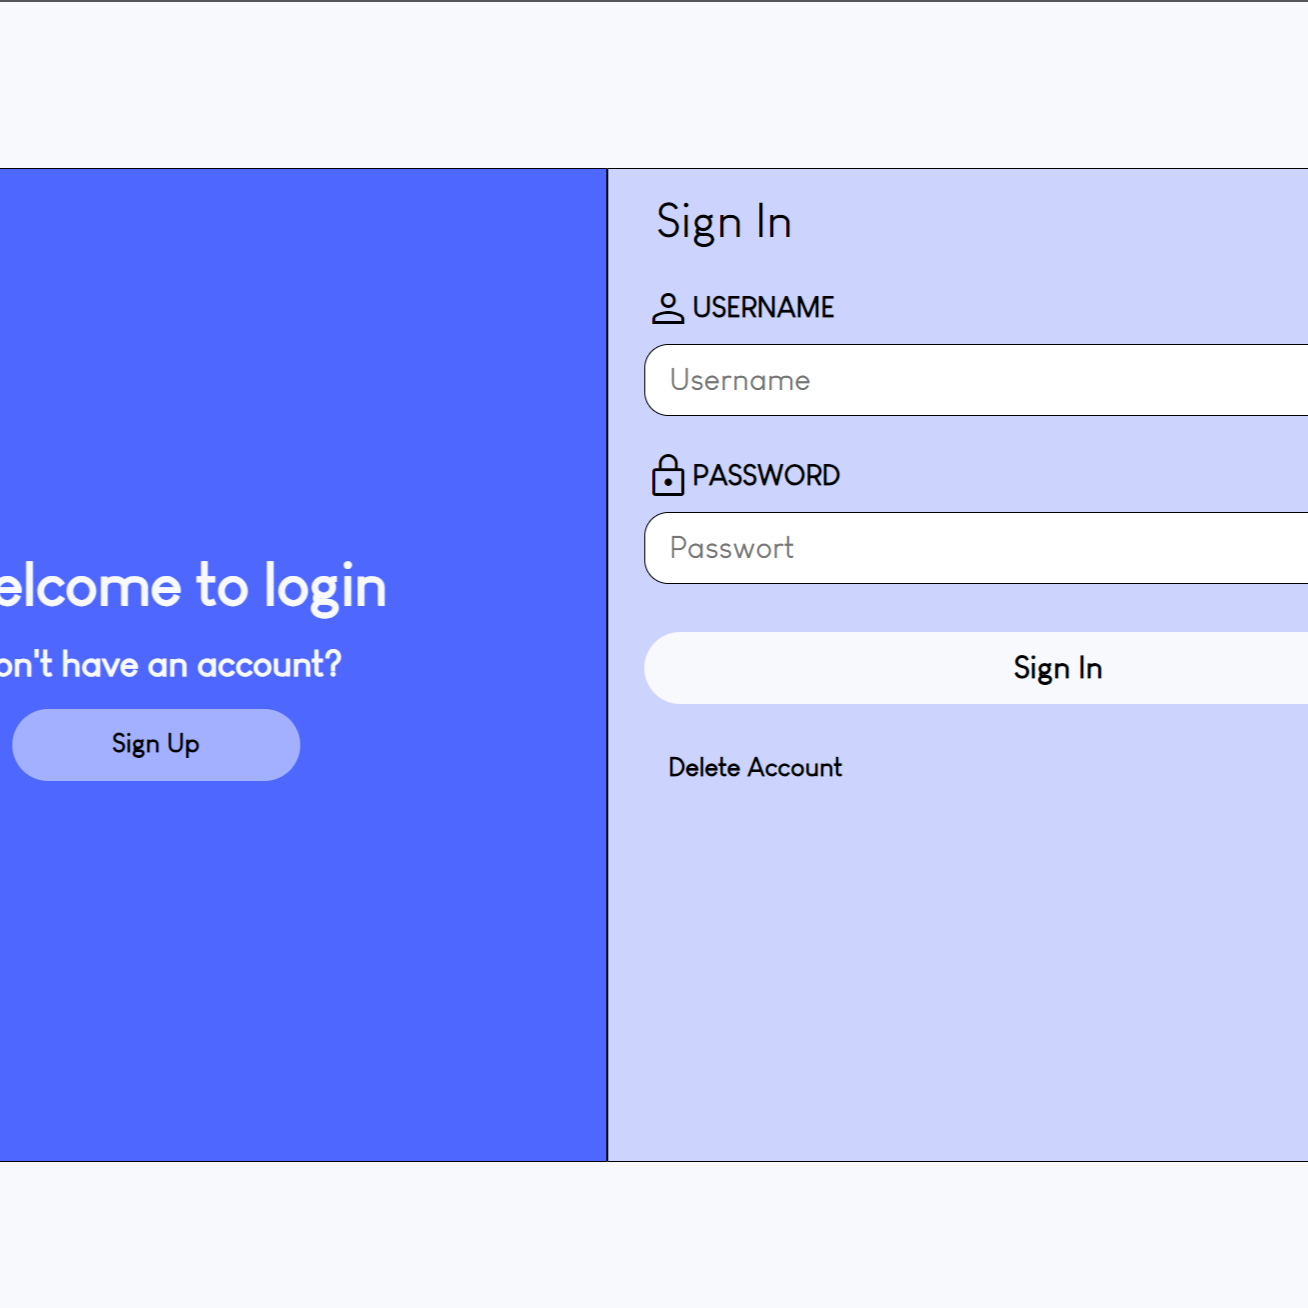 elcome to login
on't have an account?
Sign Up
Sign In
USERNAME
Username
PASSWORD
Passwort
Sign In
Delete Account